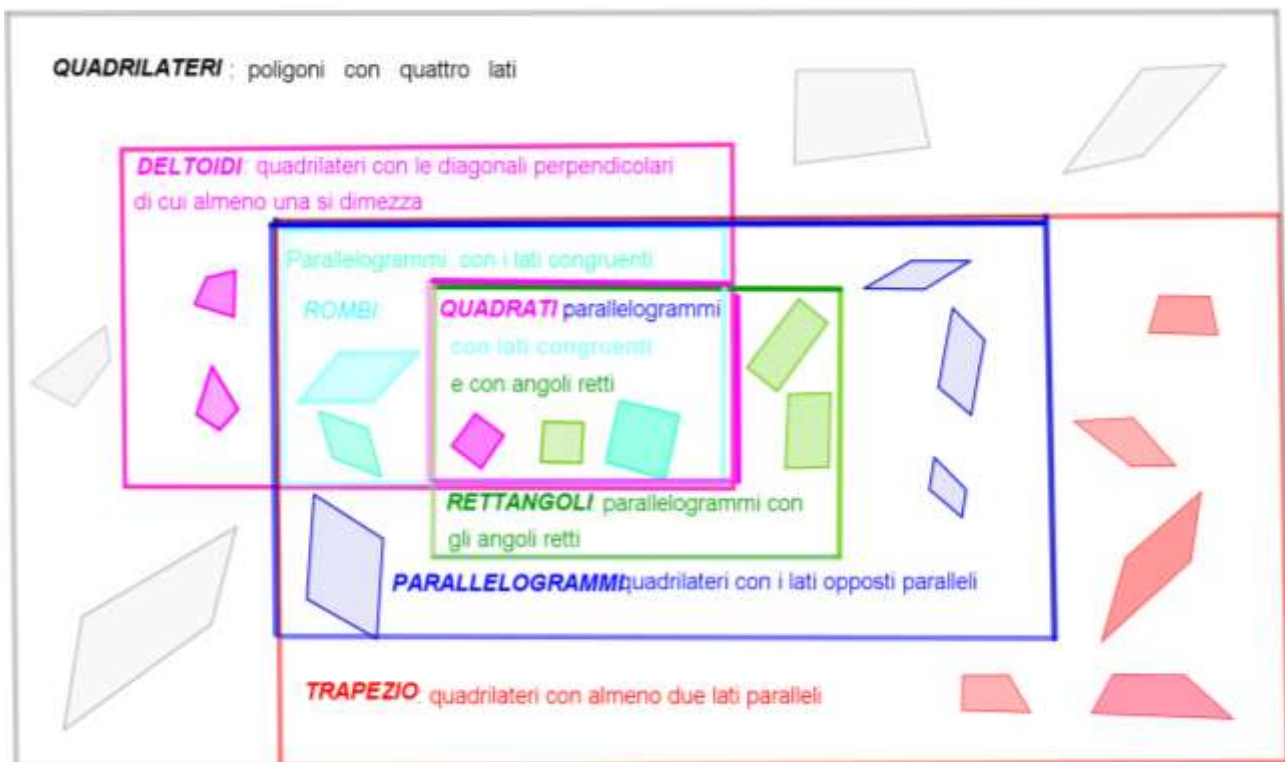 QUADRILATERI : poligoni con quattro lati
DELTOIDI: quadrilateri con le diagonali perpendicolari
di cui almeno una si dimezza
Parallelogrammi con i lati congruenti
ROMBI:
QUADRATI parallelogrammi
con lati congruenti
e con angoli retti
RETTANGOLI: parallelogrammi con
gli angoli retti
PARALLELOGRAMMI: quadrilateri con i lati opposti paralleli
TRAPEZIO: quadrilateri con almeno due lati paralleli